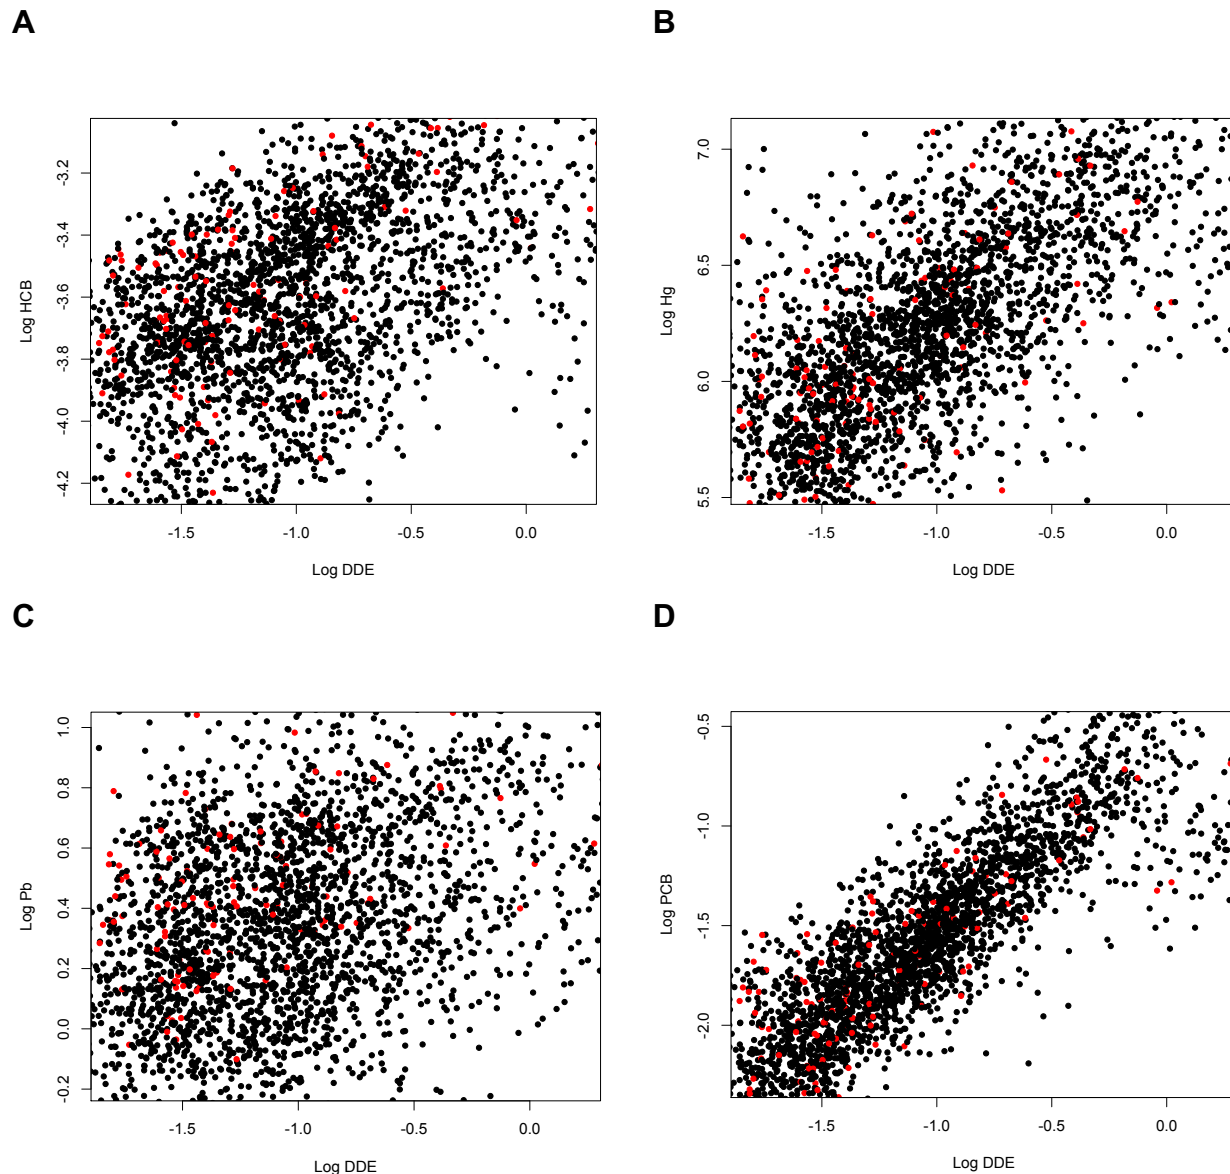 A
B
Log HCB
-3.2
-3.4
-3.6
-3.8
-4.0
-4.2
-1.5 -1.0 -0.5 0.0
Log DDE
Log Hg
7.0
6.5
6.0
5.5
-1.5 -1.0 -0.5 0.0
Log DDE
C
D
Log Pb
1.0
0.8
0.6
0.4
0.2
0.0
-0.2
-1.5 -1.0 -0.5 0.0
Log DDE
Log PCB
-0.5
-1.0
-1.5
-2.0
-1.5 -1.0 -0.5 0.0
Log DDE